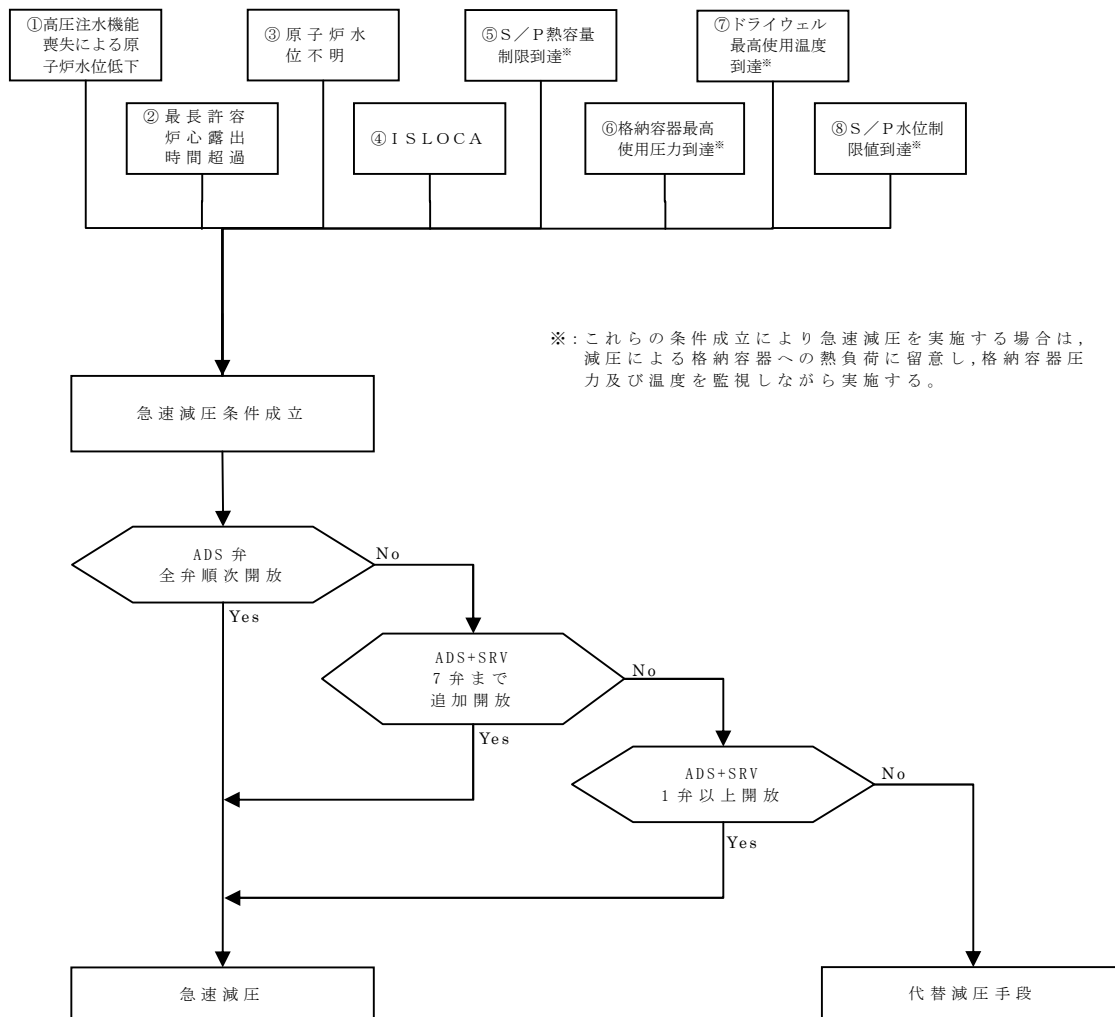 ①高圧注水機能
喪失による原
子炉水位低下
③原子炉水
位不明
⑤S/P熱容量
制限到達※
⑦ドライウェル
最高使用温度
到達※
②最長許容
炉心露出
時間超過
④ISLOCA
⑥格納容器最高
使用圧力到達※
⑧S/P水位制
限値到達※
※:これらの条件成立により急速減圧を実施する場合は,
減圧による格納容器への熱負荷に留意し,格納容器圧
力及び温度を監視しながら実施する。
急速減圧条件成立
ADS弁
全弁順次開放
No
Yes
ADS+SRV
7弁まで
追加開放
No
Yes
ADS+SRV
1弁以上開放
No
Yes
急速減圧
代替減圧手段